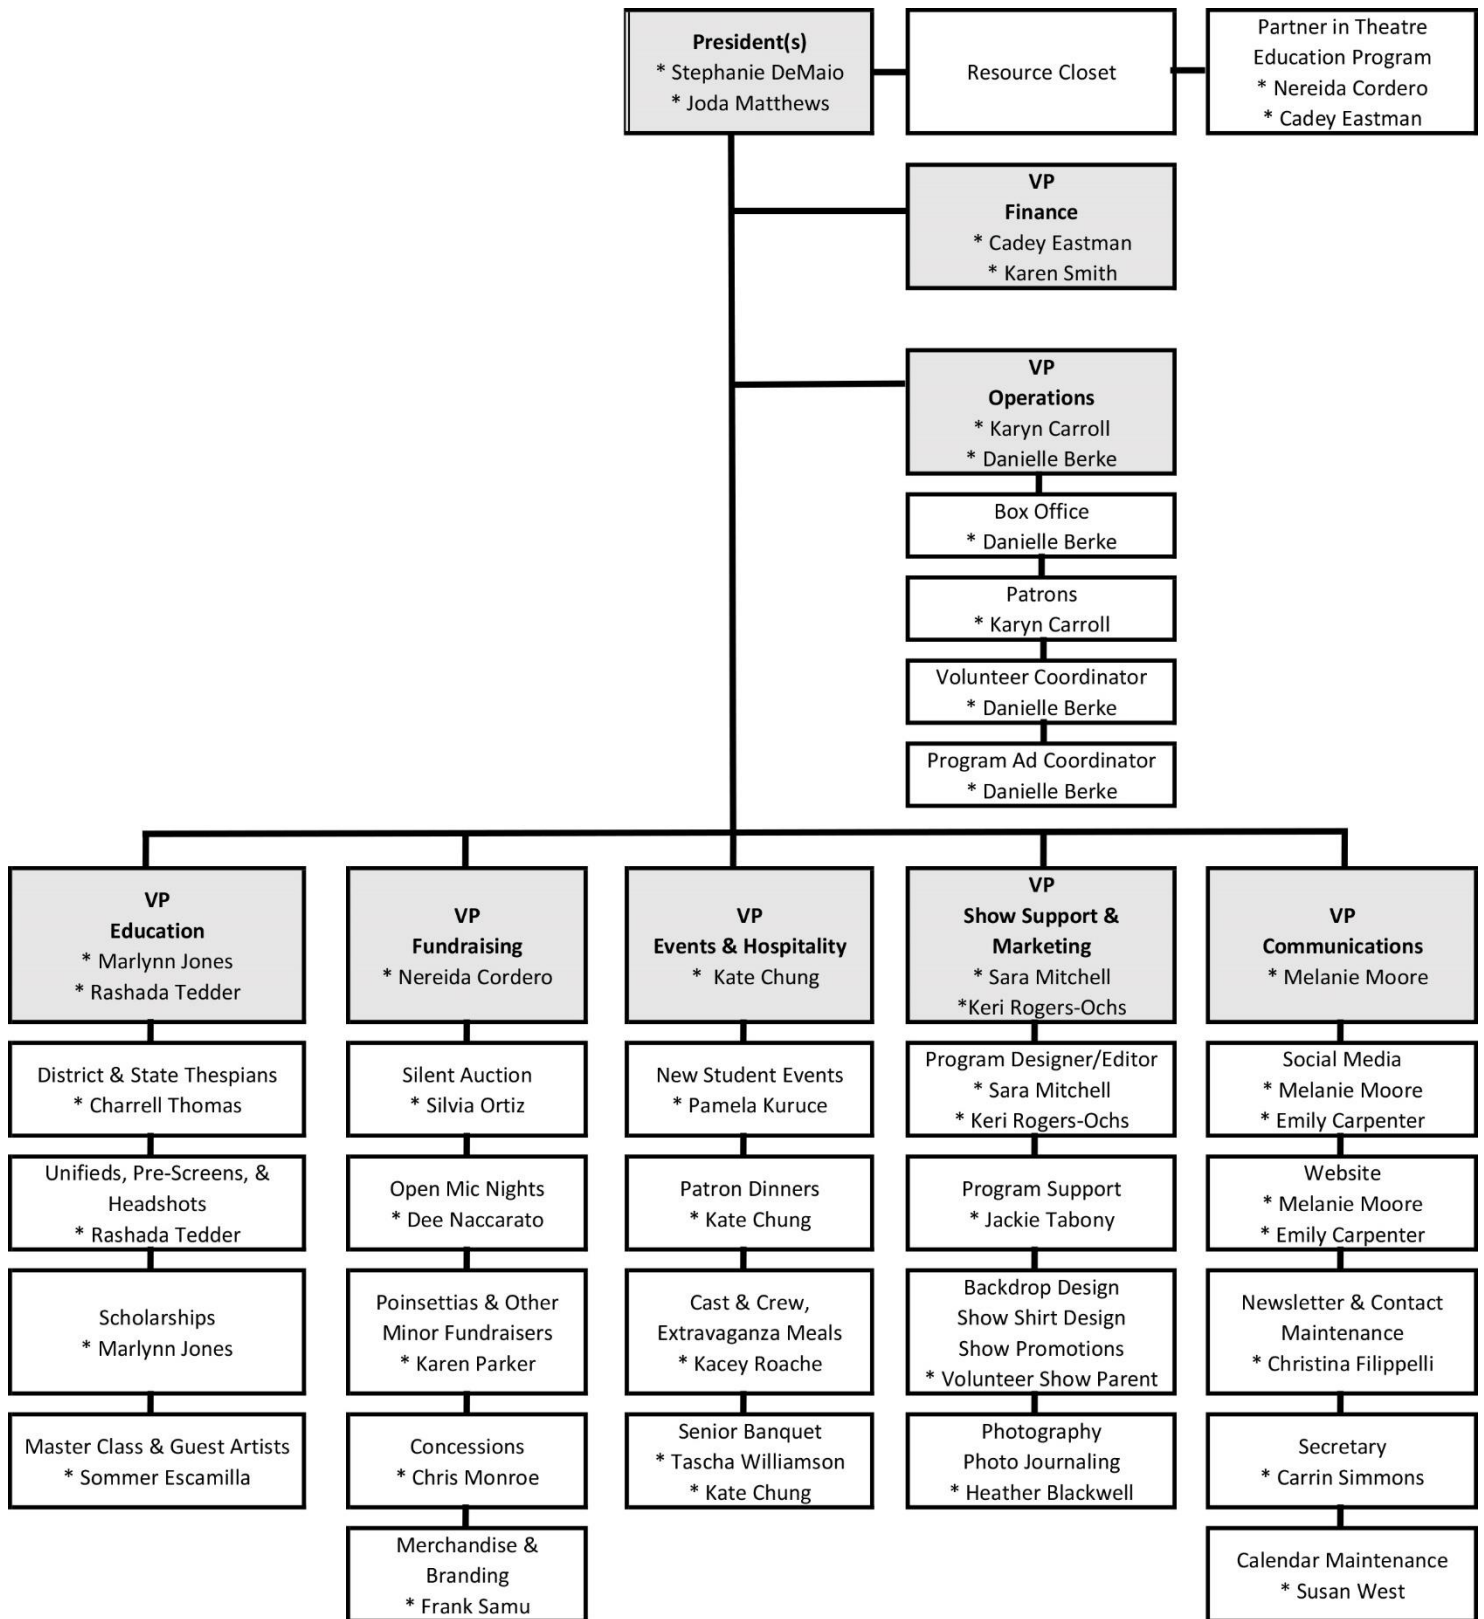 President(s)
* Stephanie DeMaio
* Joda Matthews
Resource Closet
Partner in Theatre
Education Program
* Nereida Cordero
* Cadey Eastman
VP
Finance
* Cadey Eastman
* Karen Smith
VP
Operations
* Karyn Carroll
* Danielle Berke
Box Office
* Danielle Berke
Patrons
* Karyn Carroll
Volunteer Coordinator
* Danielle Berke
Program Ad Coordinator
* Danielle Berke
VP
Education
* Marlynn Jones
* Rashada Tedder
District & State Thespians
* Charrell Thomas
Unifieds, Pre-Screens, &
Headshots
* Rashada Tedder
Scholarships
* Marlynn Jones
Master Class & Guest Artists
* Sommer Escamilla
VP
Fundraising
* Nereida Cordero
Silent Auction
* Silvia Ortiz
Open Mic Nights
* Dee Naccarato
Poinsettias & Other
Minor Fundraisers
* Karen Parker
Concessions
* Chris Monroe
Merchandise &
Branding
* Frank Samu
VP
Events & Hospitality
* Kate Chung
New Student Events
* Pamela Kuruce
Patron Dinners
* Kate Chung
Cast & Crew,
Extravaganza Meals
* Kacey Roache
Senior Banquet
* Tascha Williamson
* Kate Chung
VP
Show Support &
Marketing
* Sara Mitchell
*Keri Rogers-Ochs
Program Designer/Editor
* Sara Mitchell
* Keri Rogers-Ochs
Program Support
* Jackie Tabony
Backdrop Design
Show Shirt Design
Show Promotions
* Volunteer Show Parent
Photography
Photo Journaling
* Heather Blackwell
VP
Communications
* Melanie Moore
Social Media
* Melanie Moore
* Emily Carpenter
Website
* Melanie Moore
* Emily Carpenter
Newsletter & Contact
Maintenance
* Christina Filippelli
Secretary
* Carrin Simmons
Calendar Maintenance
* Susan West